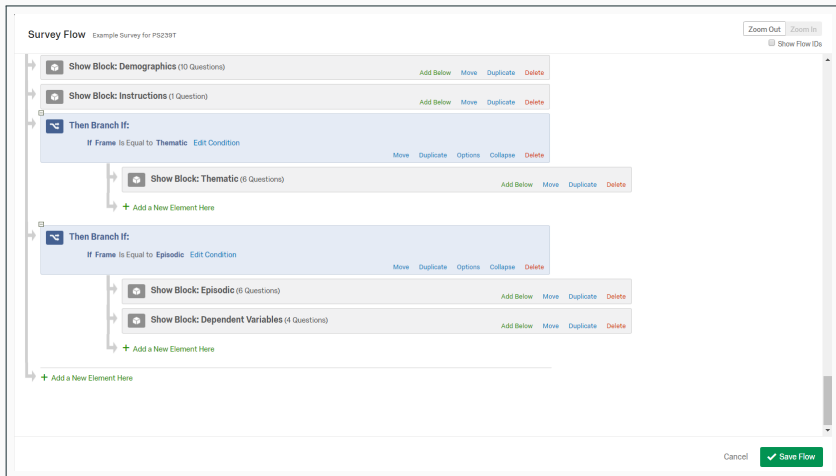 Survey Flow Example Survey for PS239T
Zoom Out Zoom In
Show Flow IDs
Show Block: Demographics (10 Questions)
Add Below Move Duplicate Delete
Show Block: Instructions (1 Question)
Add Below Move Duplicate Delete
Then Branch If:
If Frame Is Equal to Thematic Edit Condition
Move Duplicate Options Collapse Delete
Show Block: Thematic (6 Questions)
Add Below Move Duplicate Delete
+ Add a New Element Here
Then Branch If:
If Frame Is Equal to Episodic Edit Condition
Move Duplicate Options Collapse Delete
Show Block: Episodic (6 Questions)
Add Below Move Duplicate Delete
Show Block: Dependent Variables (4 Questions)
Add Below Move Duplicate Delete
+ Add a New Element Here
+ Add a New Element Here
Cancel Save Flow